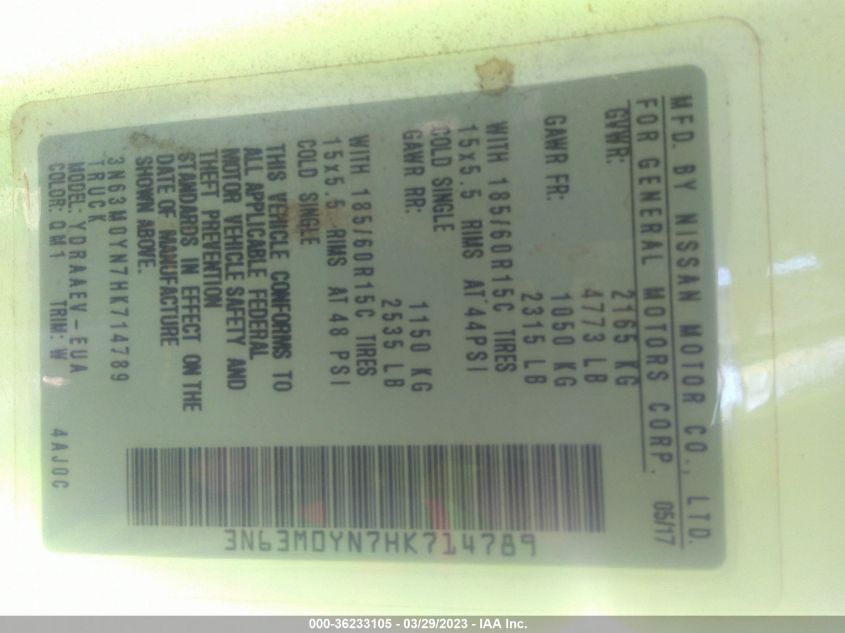 MFD. BY NISSAN MOTOR CO., LTD.
FOR GENERAL MOTORS CORP. 05/17
GVWR: 2165 KG
4773 LB
GAWR FR: 1050 KG
2315 LB
WITH 185/60R15C TIRES
15x5.5 RIMS AT 44PSI
COLD SINGLE
GAWR RR: 1150 KG
2535 LB
WITH 185/60R15C TIRES
15x5.5 RIMS AT 48 PSI
COLD SINGLE
THIS VEHICLE CONFORMS TO
ALL APPLICABLE FEDERAL
MOTOR VEHICLE SAFETY AND
THEFT PREVENTION
STANDARDS IN EFFECT ON THE
DATE OF MANUFACTURE
SHOWN ABOVE.
3N63M0YN7HK714789
TRUCK
MODEL: YDRAAEV-EUA
COLOR: QM1 TRIM: W 4AJ0C
3N63M0YN7HK714789
000-36233105 - 03/29/2023 - IAA Inc.